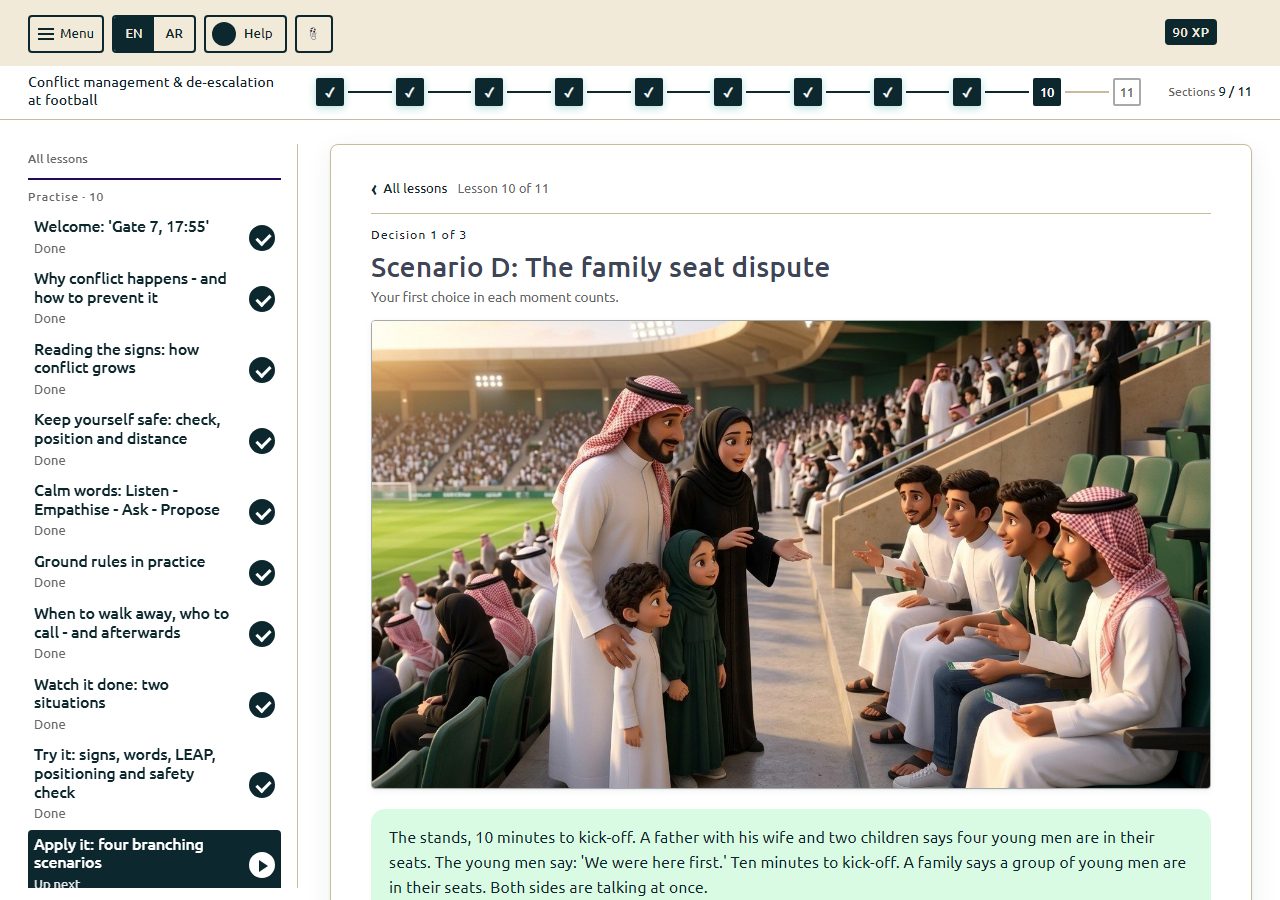 Menu
EN
AR
Help
90 XP
Conflict management & de-escalation
at football
10
11
Sections 9 / 11
All lessons
Practise - 10
Welcome: 'Gate 7, 17:55'
Done
Why conflict happens - and
how to prevent it
Done
Reading the signs: how
conflict grows
Done
Keep yourself safe: check,
position and distance
Done
Calm words: Listen -
Empathise - Ask - Propose
Done
Ground rules in practice
Done
When to walk away, who to
call - and afterwards
Done
Watch it done: two
situations
Done
Try it: signs, words, LEAP,
positioning and safety
check
Done
Apply it: four branching
scenarios
Up next
All lessons Lesson 10 of 11
Decision 1 of 3
Scenario D: The family seat dispute
Your first choice in each moment counts.
The stands, 10 minutes to kick-off. A father with his wife and two children says four young men are in their
seats. The young men say: 'We were here first.' Ten minutes to kick-off. A family says a group of young men are
in their seats. Both sides are talking at once.